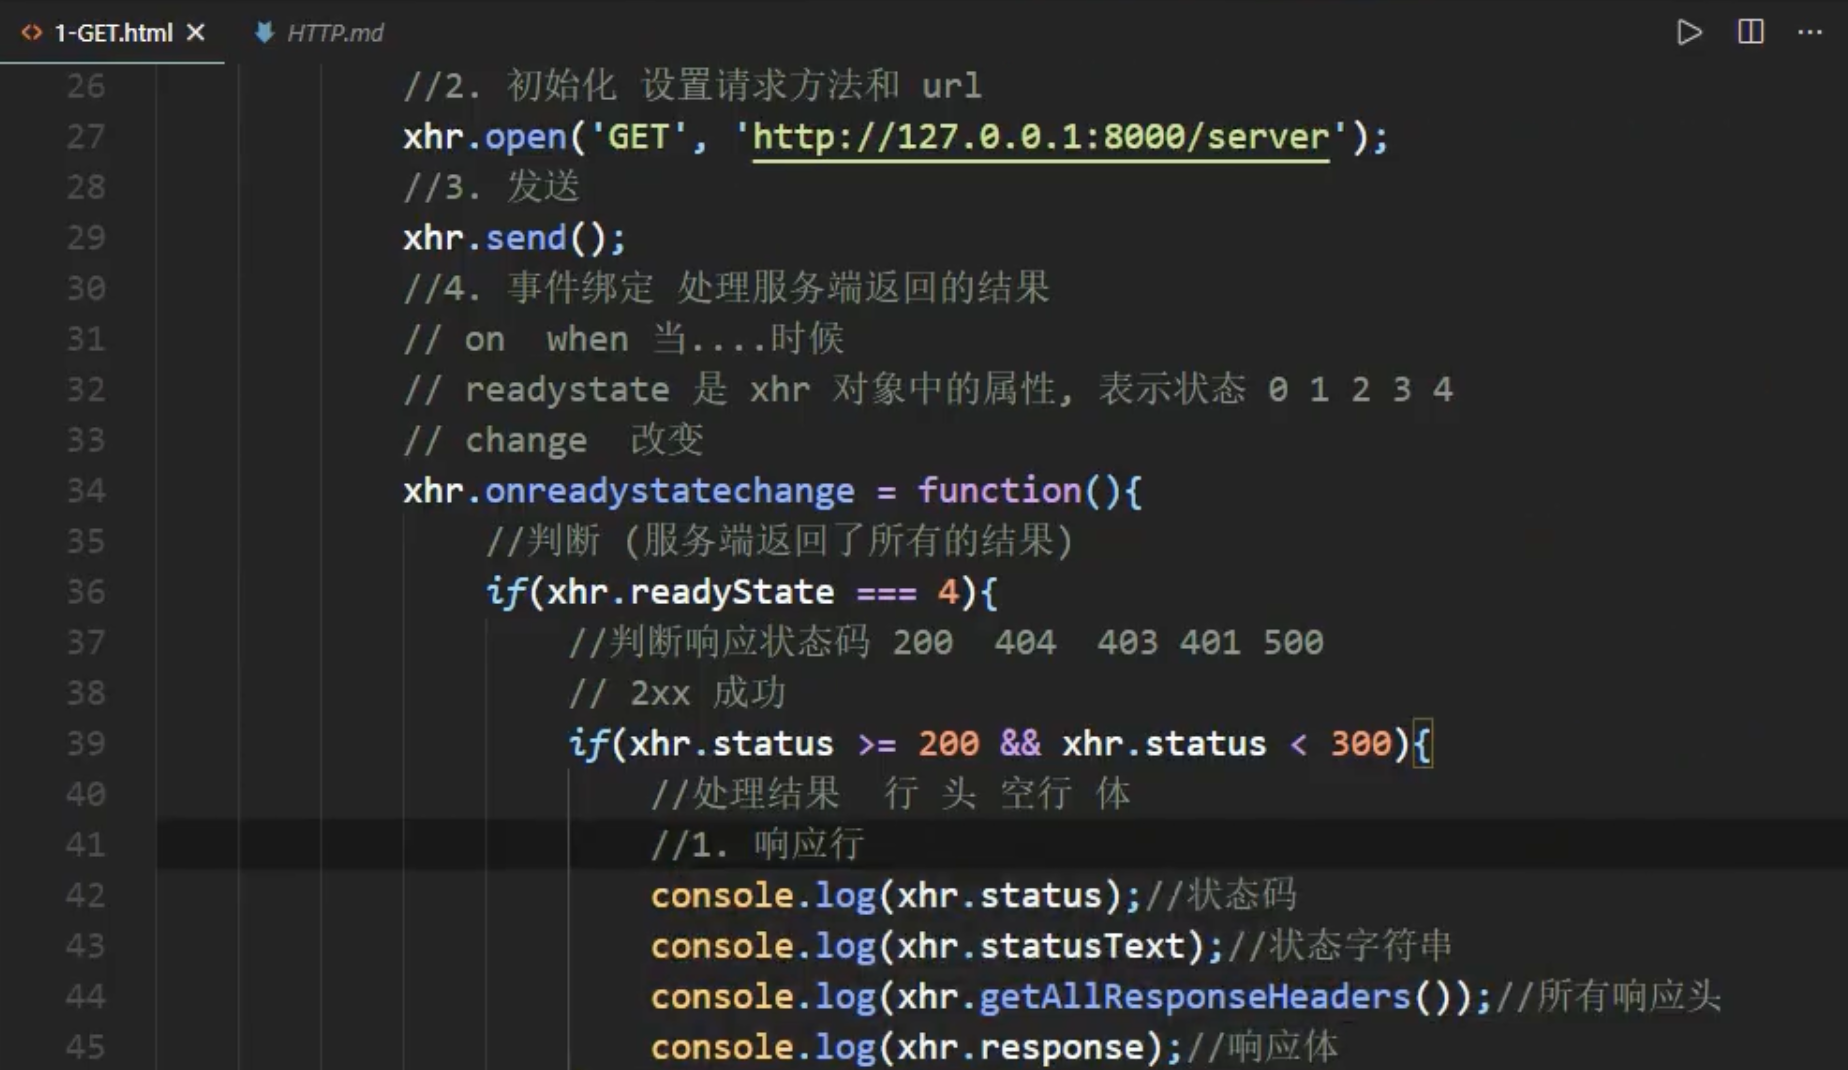 1-GET.html
HTTP.md
26 //2. 初始化 设置请求方法和 url
27 xhr.open('GET', 'http://127.0.0.1:8000/server');
28 //3. 发送
29 xhr.send();
30 //4. 事件绑定 处理服务端返回的结果
31 // on  when 当....时候
32 // readystate 是 xhr 对象中的属性, 表示状态 0 1 2 3 4
33 // change  改变
34 xhr.onreadystatechange = function(){
35 //判断 (服务端返回了所有的结果)
36 if(xhr.readyState === 4){
37 //判断响应状态码 200  404  403 401 500
38 // 2xx 成功
39 if(xhr.status >= 200 && xhr.status < 300){
40 //处理结果  行 头 空行 体
41 //1. 响应行
42 console.log(xhr.status);//状态码
43 console.log(xhr.statusText);//状态字符串
44 console.log(xhr.getAllResponseHeaders());//所有响应头
45 console.log(xhr.response);//响应体